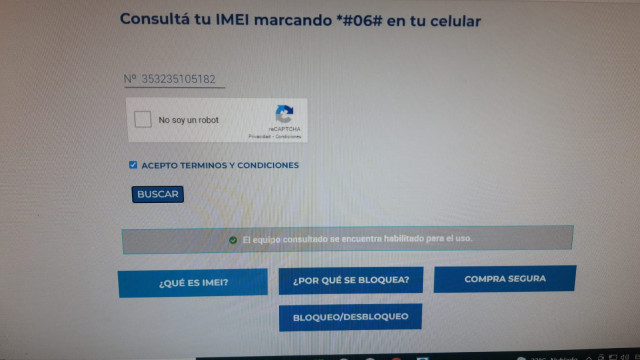 Consultá tu IMEI marcando *#06# en tu celular
Nº 353235105182
No soy un robot
reCAPTCHA
Privacidad - Condiciones
ACEPTO TERMINOS Y CONDICIONES
BUSCAR
El equipo consultado se encuentra habilitado para el uso.
¿QUÉ ES IMEI?
¿POR QUÉ SE BLOQUEA?
COMPRA SEGURA
BLOQUEO/DESBLOQUEO